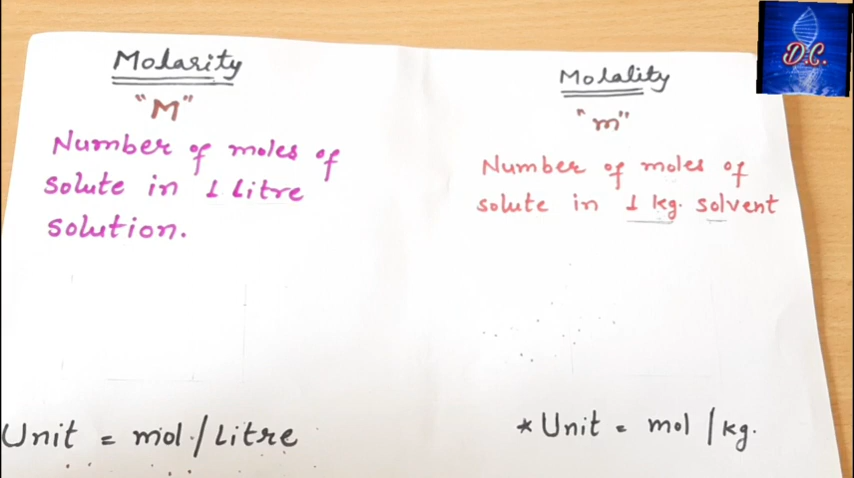 Molarity
"M"
Number of moles of
solute in 1 Litre
solution.
Unit = mol./Litre
Molality
"m"
Number of moles of
solute in 1 kg. solvent
* Unit = mol/kg.
D.C.